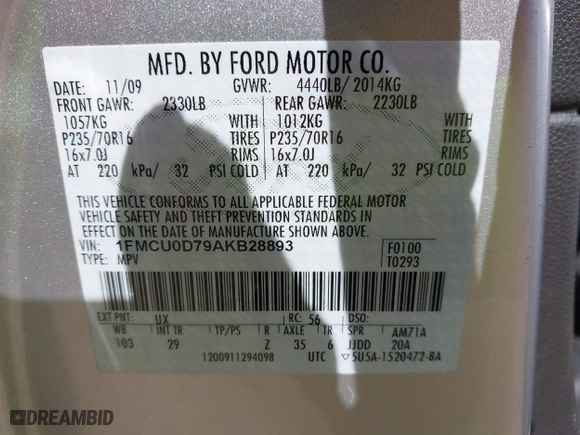 MFD. BY FORD MOTOR CO.
DATE: 11/09 GVWR: 4440LB/ 2014KG
FRONT GAWR: 2330LB REAR GAWR: 2230LB
1057KG WITH 1012KG WITH
P235/70R16 TIRES P235/70R16 TIRES
16x7.0J RIMS 16x7.0J RIMS
AT 220 kPa/ 32 PSI COLD AT 220 kPa/ 32 PSI COLD
THIS VEHICLE CONFORMS TO ALL APPLICABLE FEDERAL MOTOR
VEHICLE SAFETY AND THEFT PREVENTION STANDARDS IN
EFFECT ON THE DATE OF MANUFACTURE SHOWN ABOVE.
VIN: 1FMCU0D79AKB28893 F0100
TYPE: MPV T0293
EXT PNT: UX RC: 56 DSO:
WB INT TR TP/PS R AXLE TR SPR AM71A
103 29 Z 35 6 JJDD 20A
1200911294098 UTC ▽5U5A-1520472-BA
DREAMBID